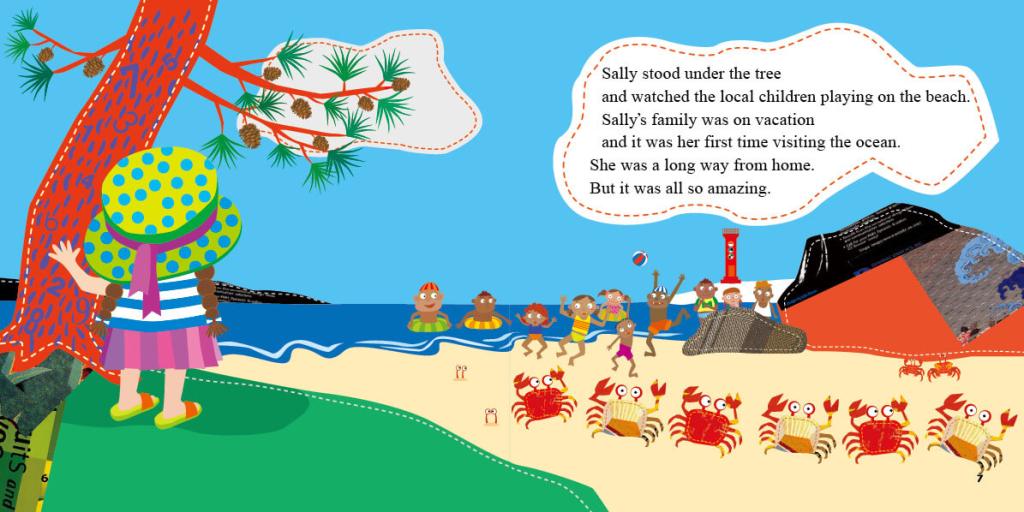 Sally stood under the tree
and watched the local children playing on the beach.
Sally's family was on vacation
and it was her first time visiting the ocean.
She was a long way from home.
But it was all so amazing.
6
7